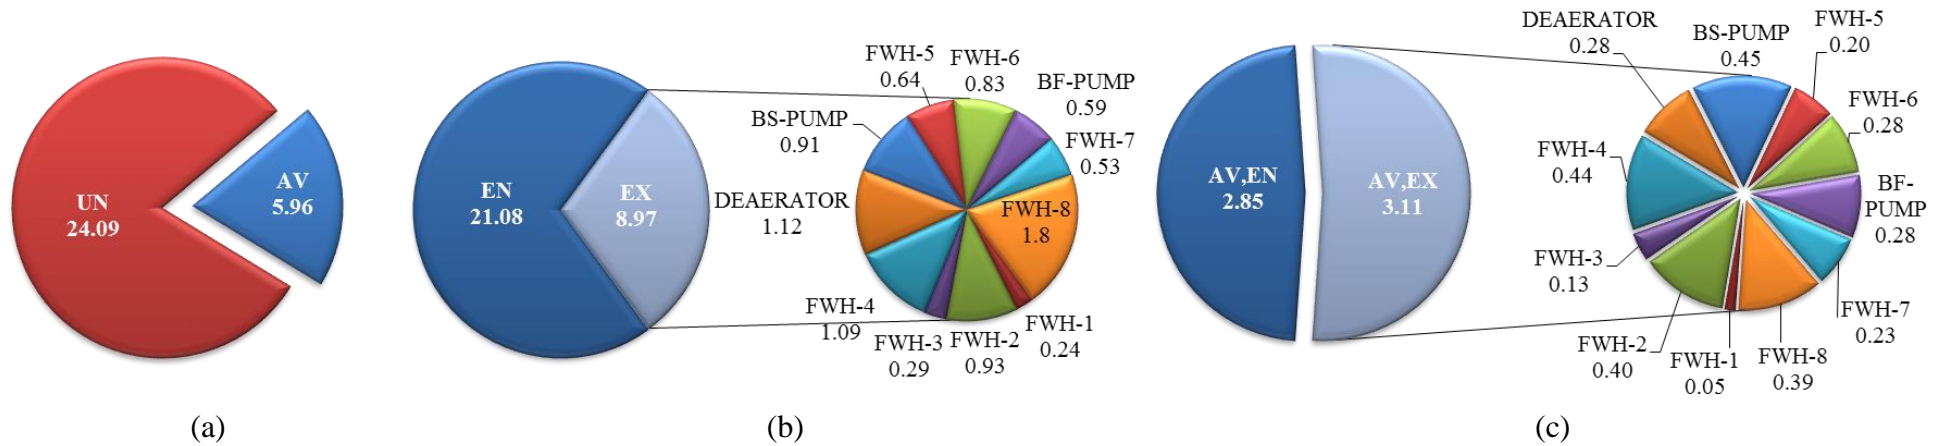 UN
24.09
AV
5.96
(a)
EN
21.08
EX
8.97
FWH-5
0.64
FWH-6
0.83
BF-PUMP
0.59
FWH-7
0.53
FWH-8
1.8
FWH-1
0.24
FWH-2
0.93
FWH-3
0.29
FWH-4
1.09
DEAERATOR
1.12
BS-PUMP
0.91
(b)
AV,EN
2.85
AV,EX
3.11
DEAERATOR
0.28
BS-PUMP
0.45
FWH-5
0.20
FWH-6
0.28
BF-
PUMP
0.28
FWH-7
0.23
FWH-8
0.39
FWH-1
0.05
FWH-2
0.40
FWH-3
0.13
FWH-4
0.44
(c)